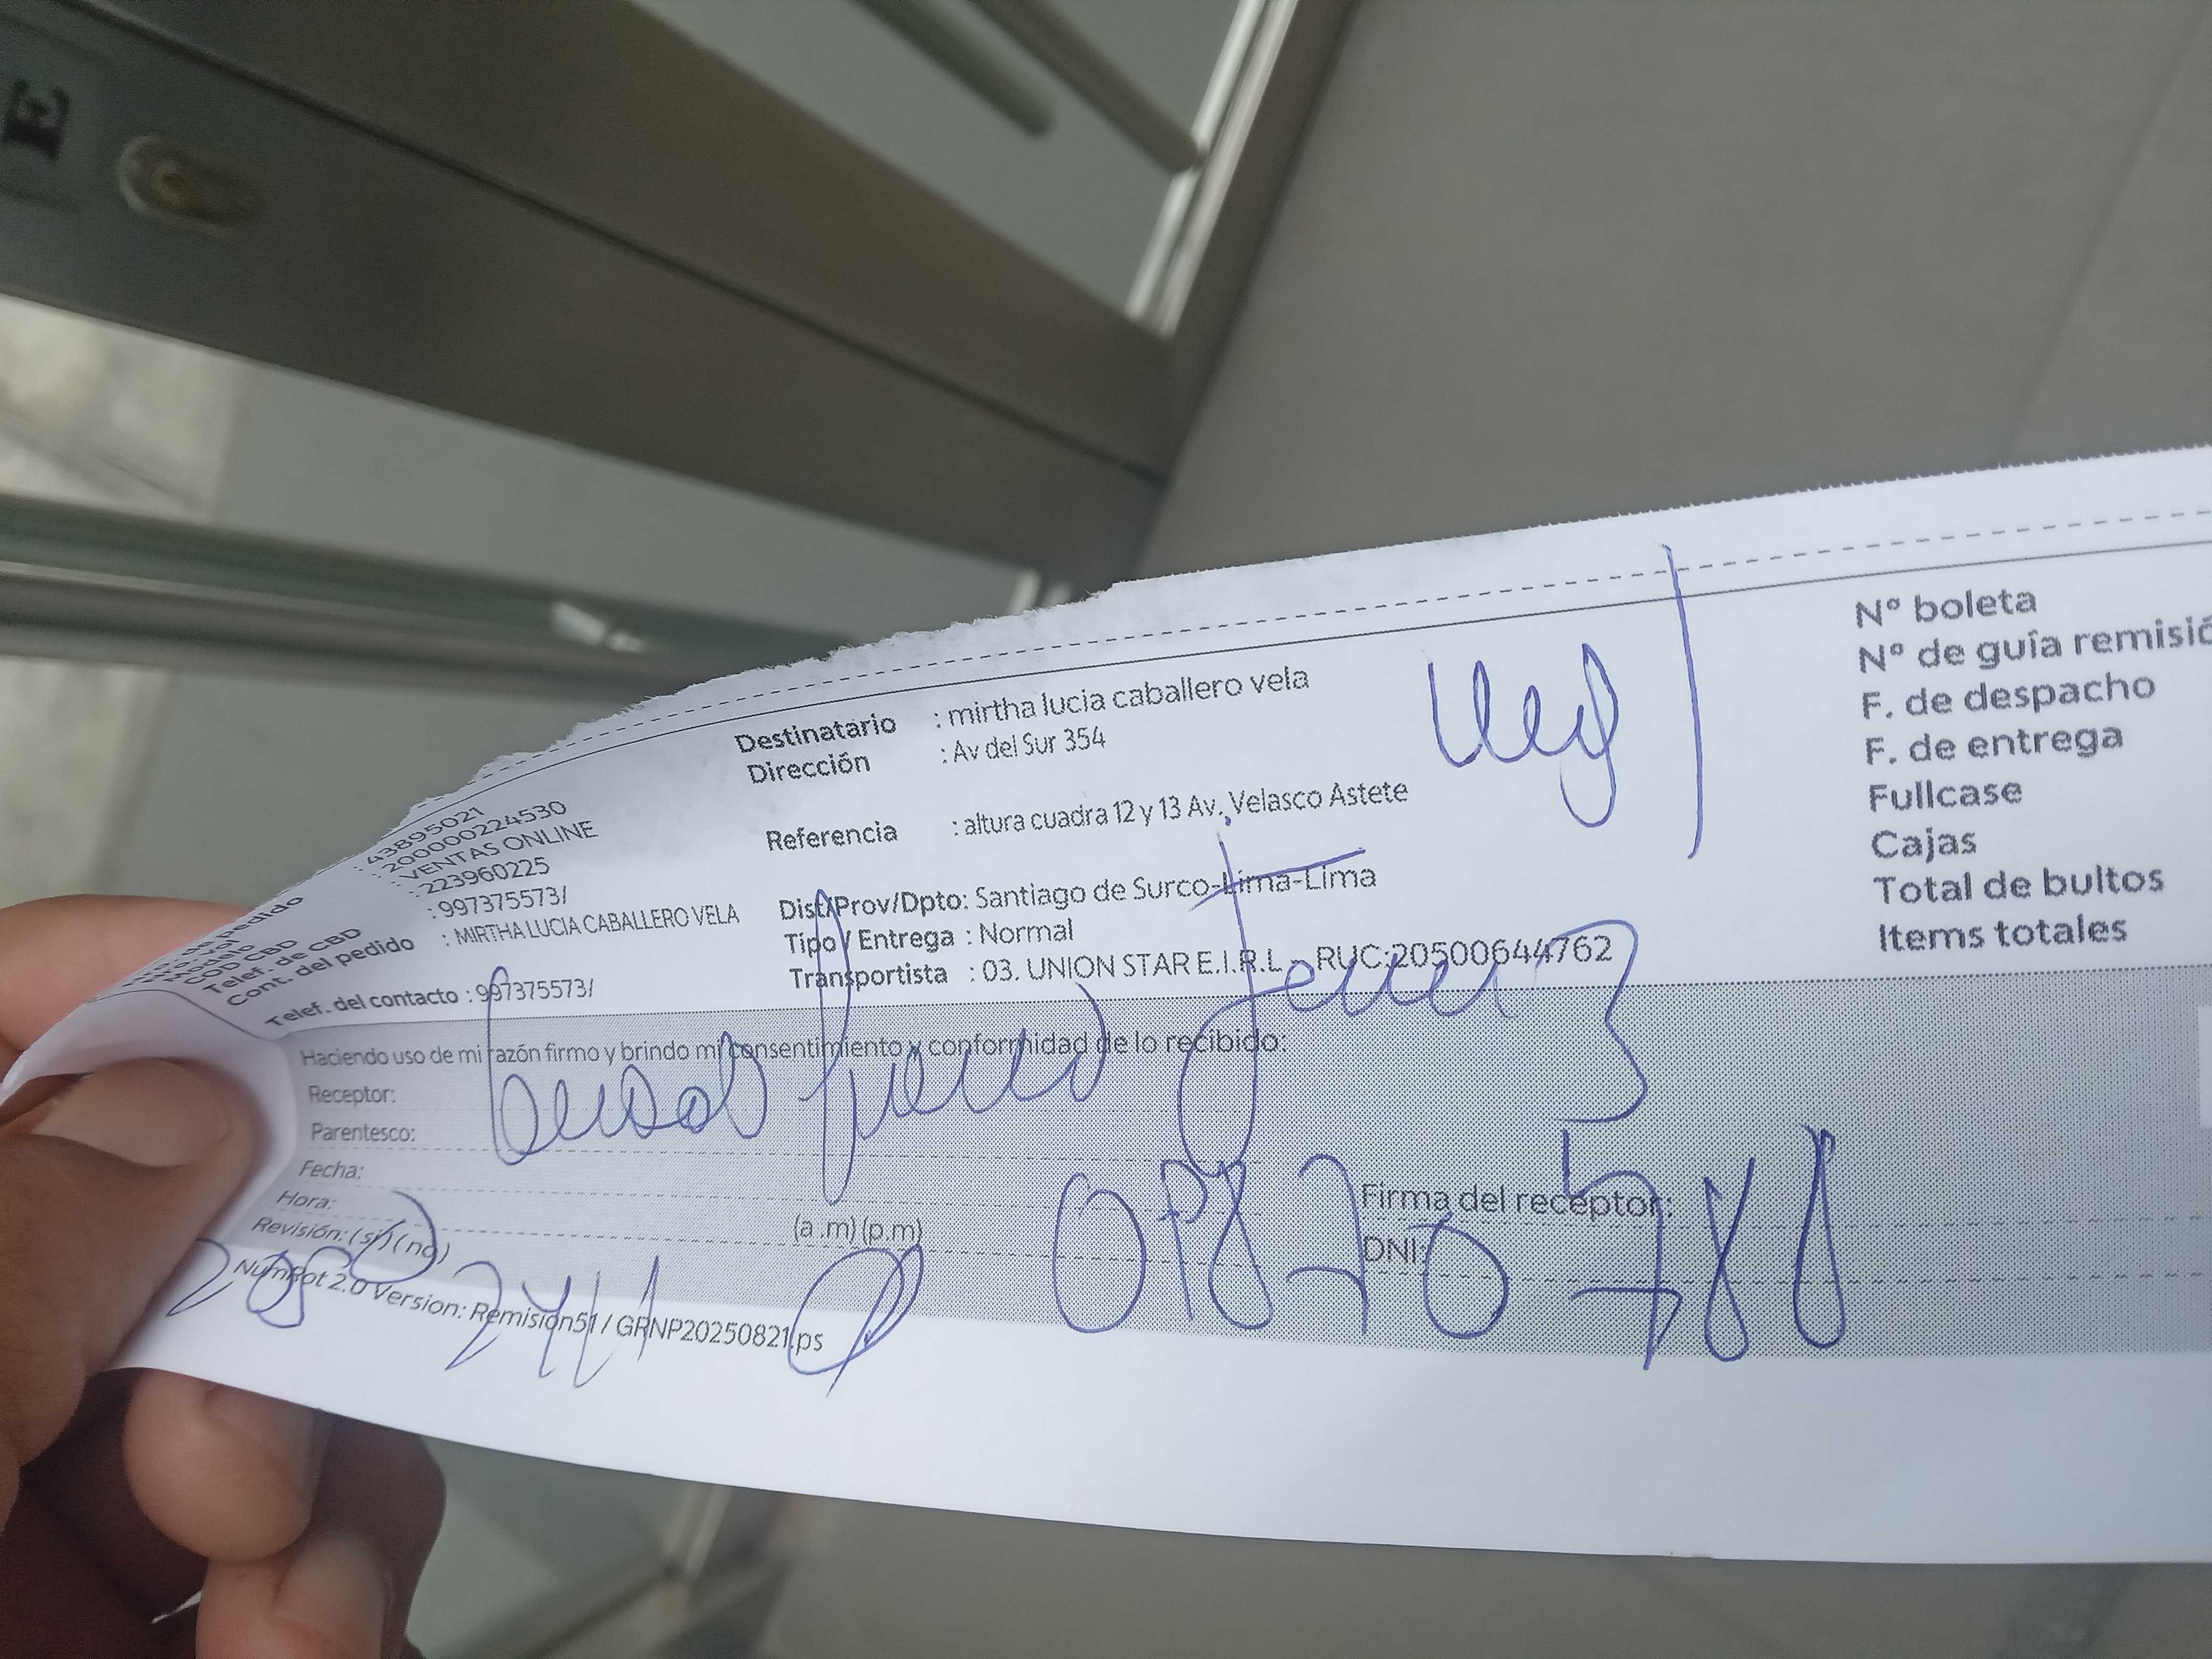 E
Destinatario : mirtha lucia caballero vela
Dirección : Av del Sur 354
Referencia : altura cuadra 12 y 13 Av. Velasco Astete
Dist/Prov/Dpto: Santiago de Surco-Lima-Lima
Tipo / Entrega : Normal
Transportista : 03. UNION STAR E.I.R.L - RUC:20500644762
: 43895021
: 200000224530
: VENTAS ONLINE
: 223960225
Telef. de CBD : 997375573/
Cont. del pedido : MIRTHA LUCIA CABALLERO VELA
Telef. del contacto : 997375573/
N° boleta
N° de guía remisió
F. de despacho
F. de entrega
Fullcase
Cajas
Total de bultos
Items totales
Haciendo uso de mi razón firmo y brindo mi consentimiento y conformidad de lo recibido:
Receptor:
Parentesco:
Fecha:
Hora: (a.m) (p.m)
Revisión: (si) (no)
Firma del receptor:
DNI:
NumRot 2.0 Version: Remision51 / GRNP20250821.ps